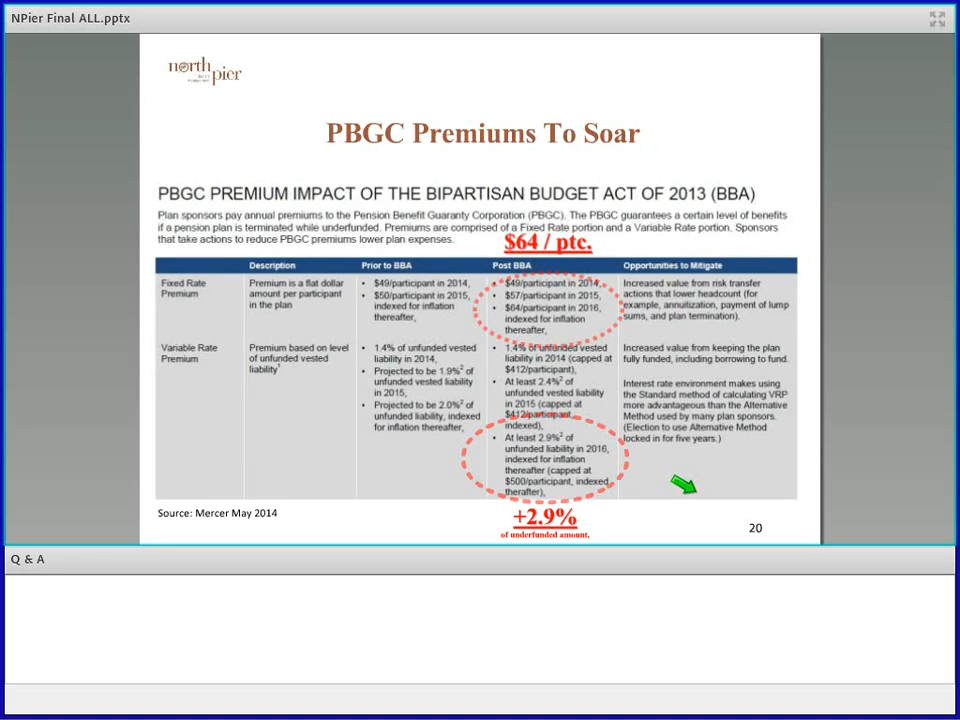 NPier Final ALL.pptx
north
pier
PBGC Premiums To Soar
PBGC PREMIUM IMPACT OF THE BIPARTISAN BUDGET ACT OF 2013 (BBA)
Plan sponsors pay annual premiums to the Pension Benefit Guaranty Corporation (PBGC). The PBGC guarantees a certain level of benefits
if a pension plan is terminated while underfunded. Premiums are comprised of a Fixed Rate portion and a Variable Rate portion. Sponsors
that take actions to reduce PBGC premiums lower plan expenses.
$64 / ptc.
Description
Prior to BBA
Post BBA
Opportunities to Mitigate
Fixed Rate
Premium
Premium is a flat dollar
amount per participant
in the plan
• $49/participant in 2014,
• $50/participant in 2015,
indexed for inflation
thereafter,
• $49/participant in 2014,
• $57/participant in 2015,
• $64/participant in 2016,
indexed for inflation
thereafter,
Increased value from risk transfer
actions that lower headcount (for
example, annuitization, payment of lump
sums, and plan termination).
Variable Rate
Premium
Premium based on level
of unfunded vested
liability1
• 1.4% of unfunded vested
liability in 2014,
• Projected to be 1.9%2 of
unfunded vested liability
in 2015,
• Projected to be 2.0%2 of
unfunded liability, indexed
for inflation thereafter,
• 1.4% of unfunded vested
liability in 2014 (capped at
$412/participant),
• At least 2.4%2 of
unfunded vested liability
in 2015 (capped at
$412/participant,
indexed),
• At least 2.9%2 of
unfunded liability in 2016,
indexed for inflation
thereafter (capped at
$500/participant, indexed
therafter),
Increased value from keeping the plan
fully funded, including borrowing to fund.
Interest rate environment makes using
the Standard method of calculating VRP
more advantageous than the Alternative
Method used by many plan sponsors.
(Election to use Alternative Method
locked in for five years.)
Source: Mercer May 2014
+2.9%
of underfunded amount,
20
Q & A